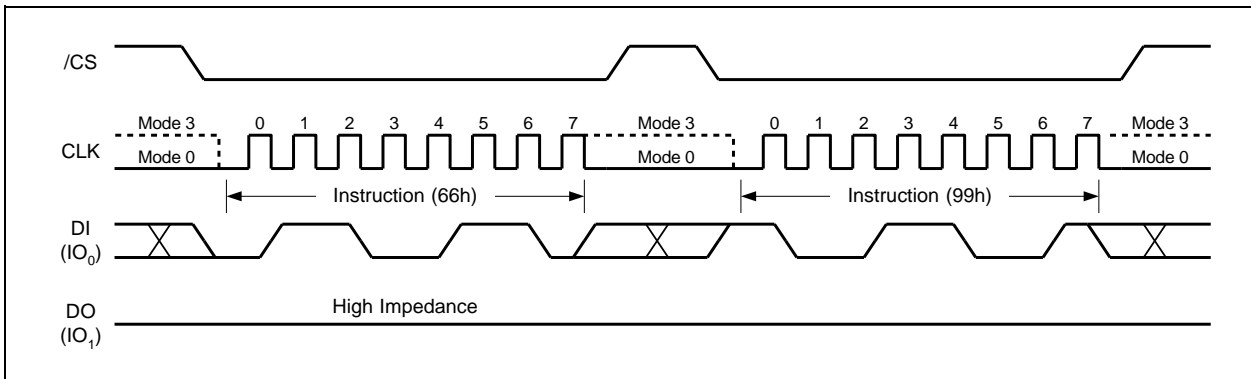 /CS
Mode 3 0 1 2 3 4 5 6 7 Mode 3 0 1 2 3 4 5 6 7 Mode 3
CLK
Mode 0 Mode 0 Mode 0
Instruction (66h) Instruction (99h)
DI
(IO0)
High Impedance
DO
(IO1)